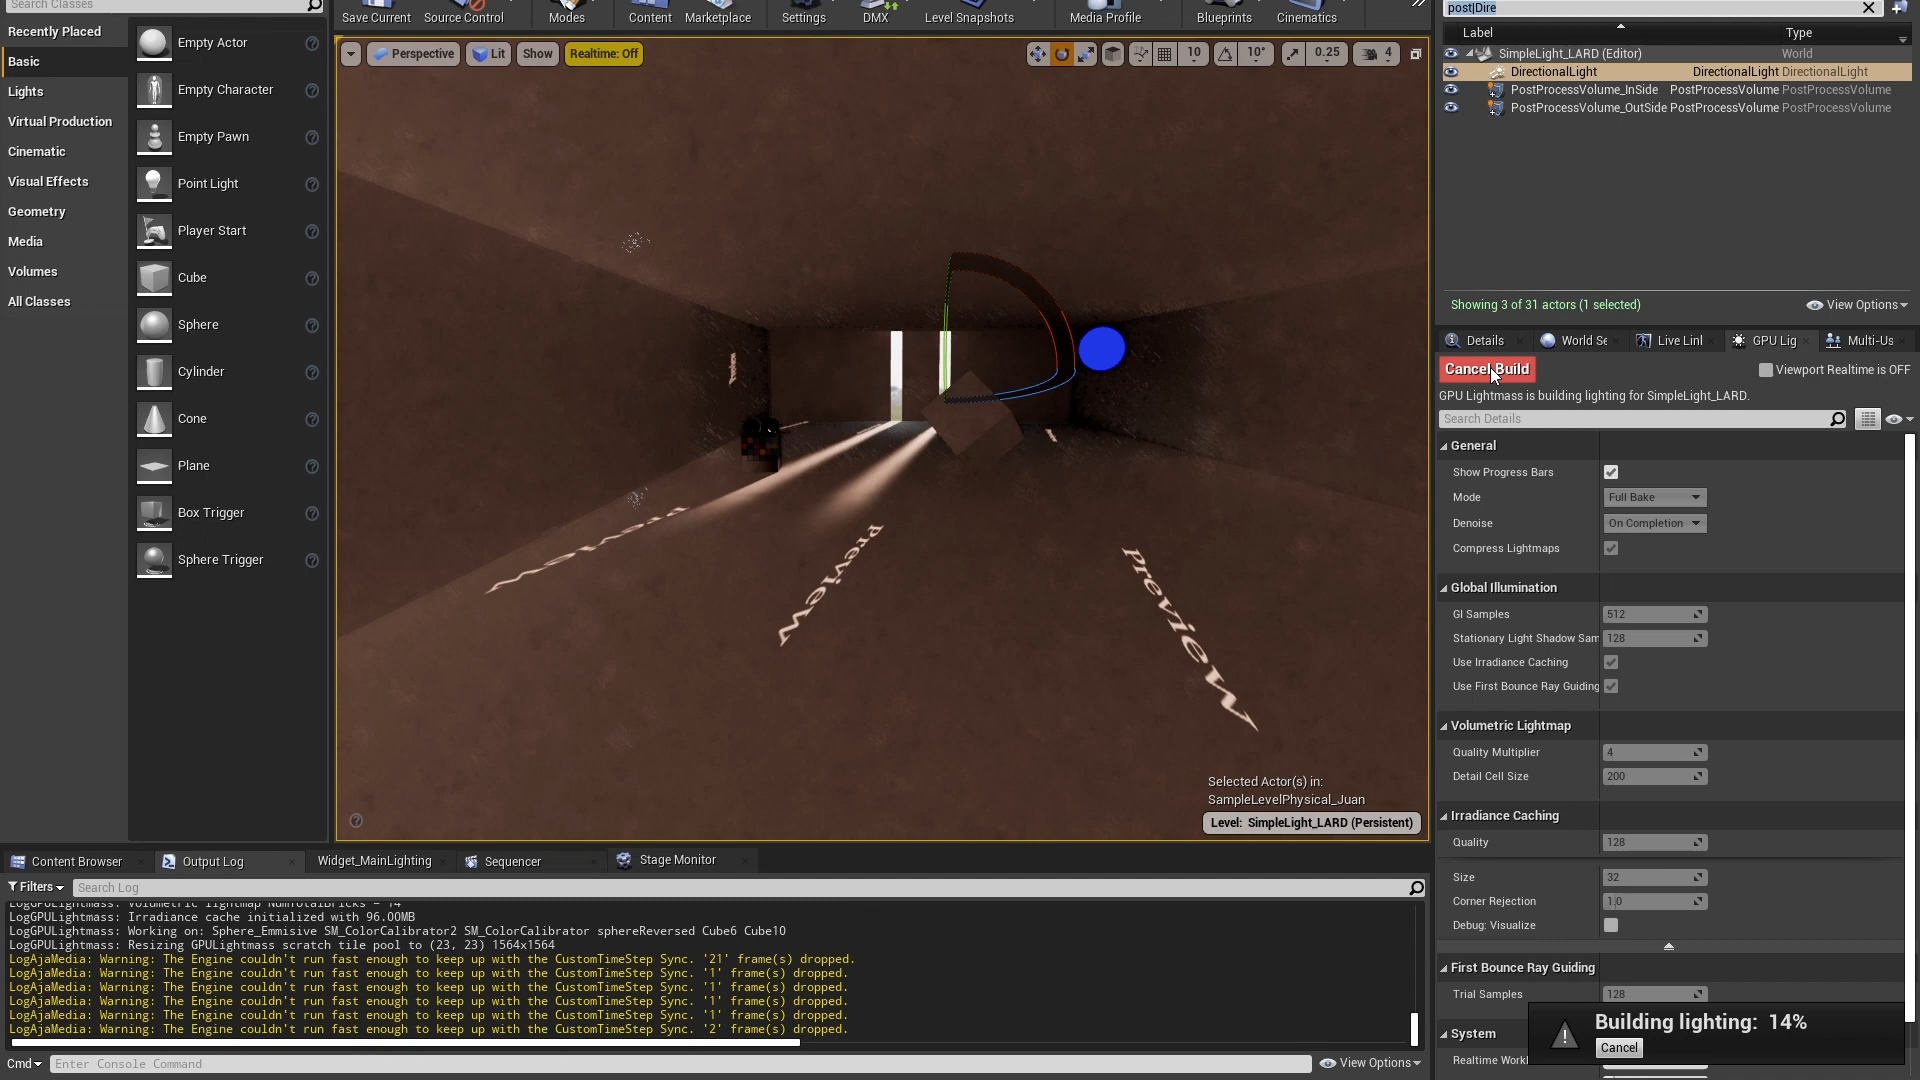 Search Classes
Recently Placed
Basic
Lights
Virtual Production
Cinematic
Visual Effects
Geometry
Media
Volumes
All Classes
Empty Actor
Empty Character
Empty Pawn
Point Light
Player Start
Cube
Sphere
Cylinder
Cone
Plane
Box Trigger
Sphere Trigger
Save Current
Source Control
Modes
Content
Marketplace
Settings
DMX
Level Snapshots
Media Profile
Blueprints
Cinematics
Perspective
Lit
Show
Realtime: Off
10
10°
0.25
4
Preview
Preview
Selected Actor(s) in:
SampleLevelPhysical_Juan
Level: SimpleLight_LARD (Persistent)
post|Dire
Label Type
SimpleLight_LARD (Editor) World
DirectionalLight DirectionalLight DirectionalLight
PostProcessVolume_InSide PostProcessVolume PostProcessVolume
PostProcessVolume_OutSide PostProcessVolume PostProcessVolume
Showing 3 of 31 actors (1 selected)
View Options
Details
World Se
Live Linl
GPU Lig
Multi-Us
Cancel Build
Viewport Realtime is OFF
GPU Lightmass is building lighting for SimpleLight_LARD.
Search Details
General
Show Progress Bars
Mode Full Bake
Denoise On Completion
Compress Lightmaps
Global Illumination
GI Samples 512
Stationary Light Shadow Sam 128
Use Irradiance Caching
Use First Bounce Ray Guiding
Volumetric Lightmap
Quality Multiplier 4
Detail Cell Size 200
Irradiance Caching
Quality 128
Size 32
Corner Rejection 1.0
Debug: Visualize
First Bounce Ray Guiding
Trial Samples 128
System
Realtime Workl
Building lighting: 14%
Cancel
Content Browser
Output Log
Widget_MainLighting
Sequencer
Stage Monitor
Filters
Search Log
LogGPULightmass: Volumetric lightmap NumTotalBricks = 14
LogGPULightmass: Irradiance cache initialized with 96.00MB
LogGPULightmass: Working on: Sphere_Emmisive SM_ColorCalibrator2 SM_ColorCalibrator sphereReversed Cube6 Cube10
LogGPULightmass: Resizing GPULightmass scratch tile pool to (23, 23) 1564x1564
LogAjaMedia: Warning: The Engine couldn't run fast enough to keep up with the CustomTimeStep Sync. '21' frame(s) dropped.
LogAjaMedia: Warning: The Engine couldn't run fast enough to keep up with the CustomTimeStep Sync. '1' frame(s) dropped.
LogAjaMedia: Warning: The Engine couldn't run fast enough to keep up with the CustomTimeStep Sync. '1' frame(s) dropped.
LogAjaMedia: Warning: The Engine couldn't run fast enough to keep up with the CustomTimeStep Sync. '1' frame(s) dropped.
LogAjaMedia: Warning: The Engine couldn't run fast enough to keep up with the CustomTimeStep Sync. '1' frame(s) dropped.
LogAjaMedia: Warning: The Engine couldn't run fast enough to keep up with the CustomTimeStep Sync. '2' frame(s) dropped.
Cmd
Enter Console Command
View Options